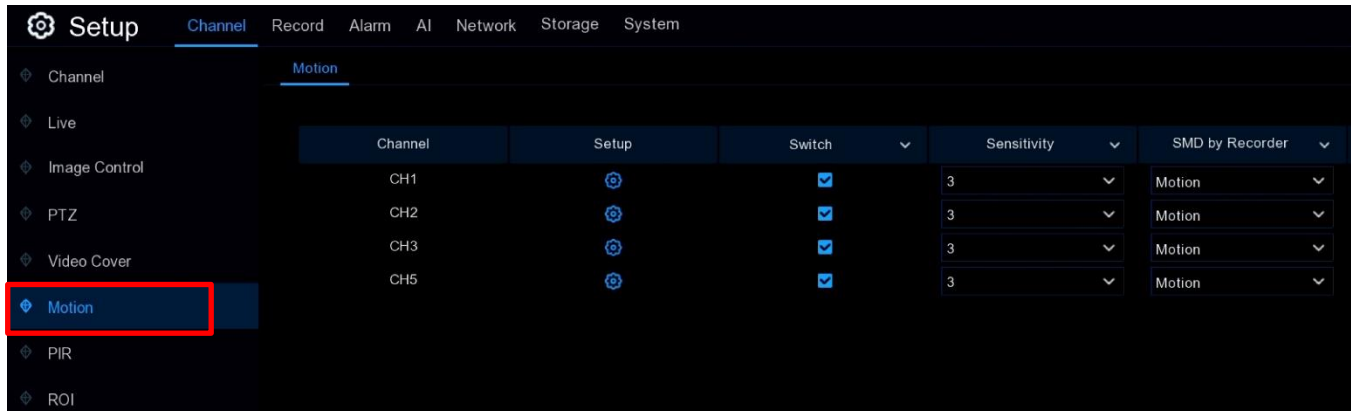 Setup Channel Record Alarm AI Network Storage System
Channel
Live
Image Control
PTZ
Video Cover
Motion
PIR
ROI
Motion
Channel Setup Switch Sensitivity SMD by Recorder
CH1 3 Motion
CH2 3 Motion
CH3 3 Motion
CH5 3 Motion